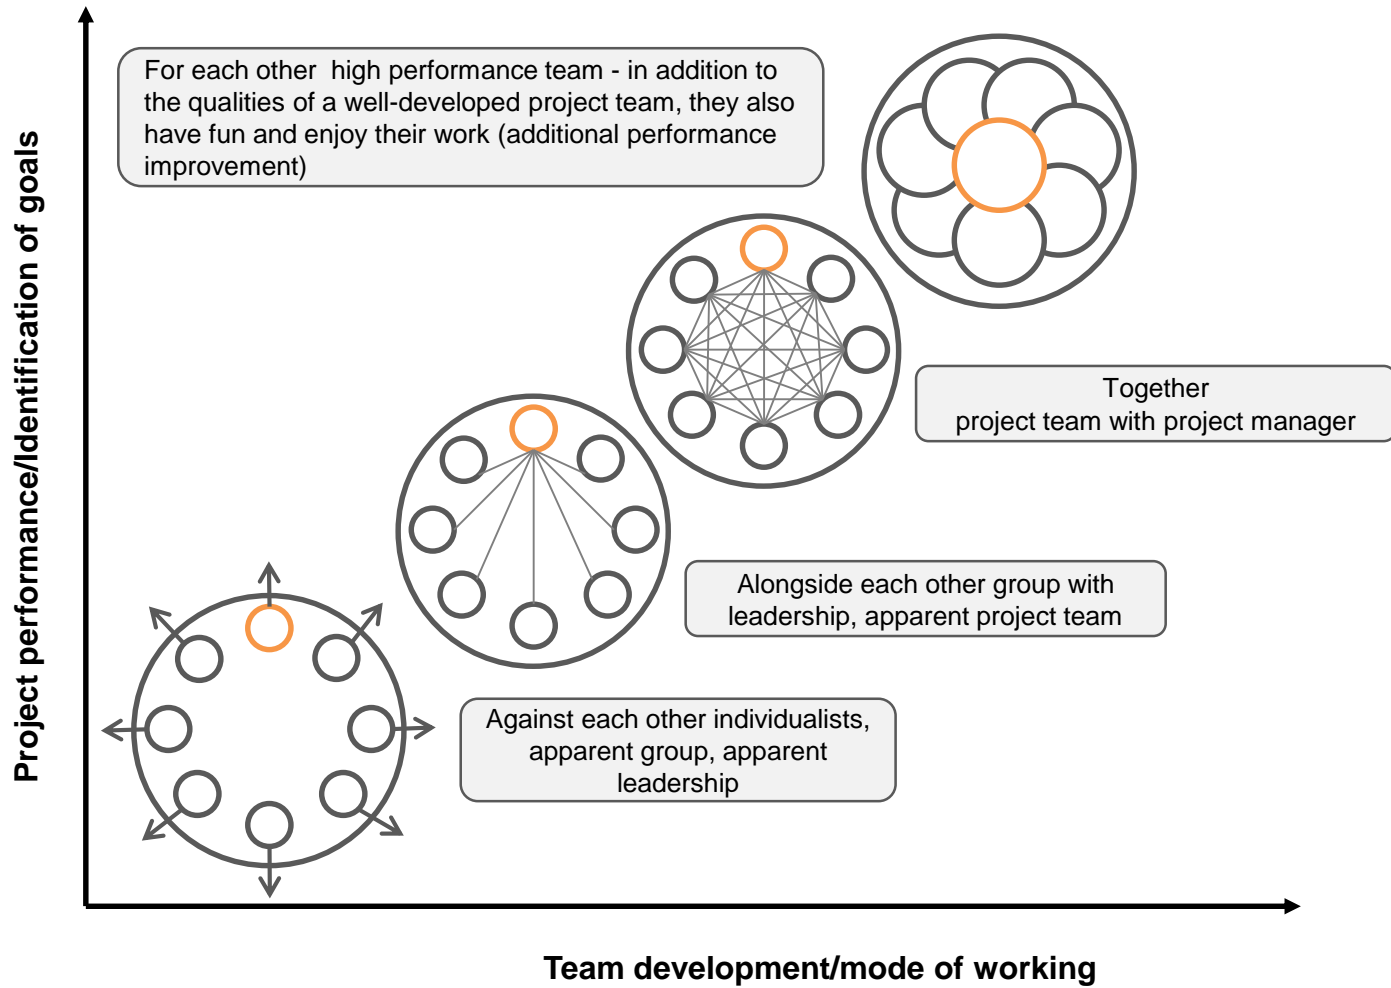 For each other  high performance team - in addition to
the qualities of a well-developed project team, they also
have fun and enjoy their work (additional performance
improvement)
Together
project team with project manager
Alongside each other group with
leadership, apparent project team
Against each other individualists,
apparent group, apparent
leadership
Project performance/Identification of goals
Team development/mode of working